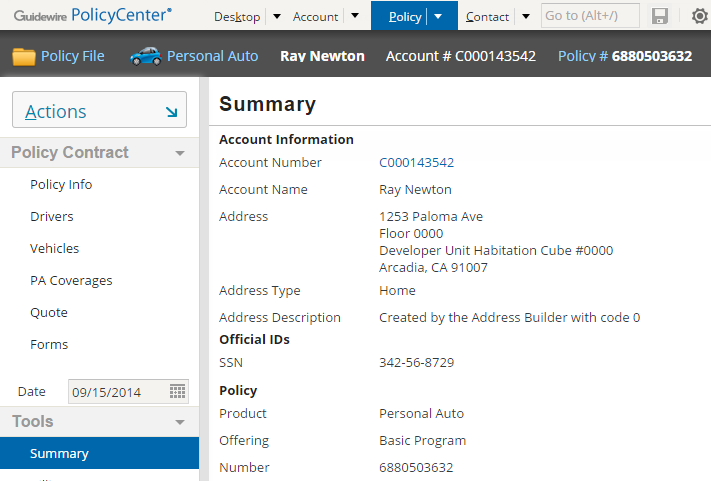 Guidewire PolicyCenter®
Desktop
Account
Policy
Contact
Go to (Alt+/)
Policy File
Personal Auto
Ray Newton
Account # C000143542
Policy # 6880503632
Actions
Policy Contract
Policy Info
Drivers
Vehicles
PA Coverages
Quote
Forms
Date 09/15/2014
Tools
Summary
Summary
Account Information
Account Number C000143542
Account Name Ray Newton
Address 1253 Paloma Ave
Floor 0000
Developer Unit Habitation Cube #0000
Arcadia, CA 91007
Address Type Home
Address Description Created by the Address Builder with code 0
Official IDs
SSN 342-56-8729
Policy
Product Personal Auto
Offering Basic Program
Number 6880503632